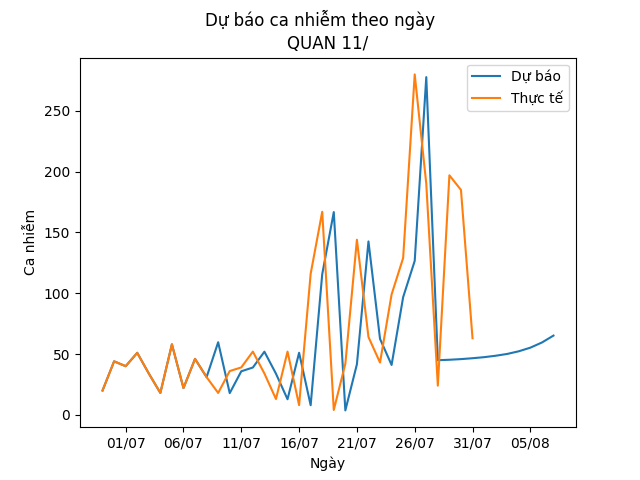 Dự báo ca nhiễm theo ngày
QUAN 11/
Dự báo
Thực tế
Ca nhiễm
250
200
150
100
50
0
01/07 06/07 11/07 16/07 21/07 26/07 31/07 05/08
Ngày